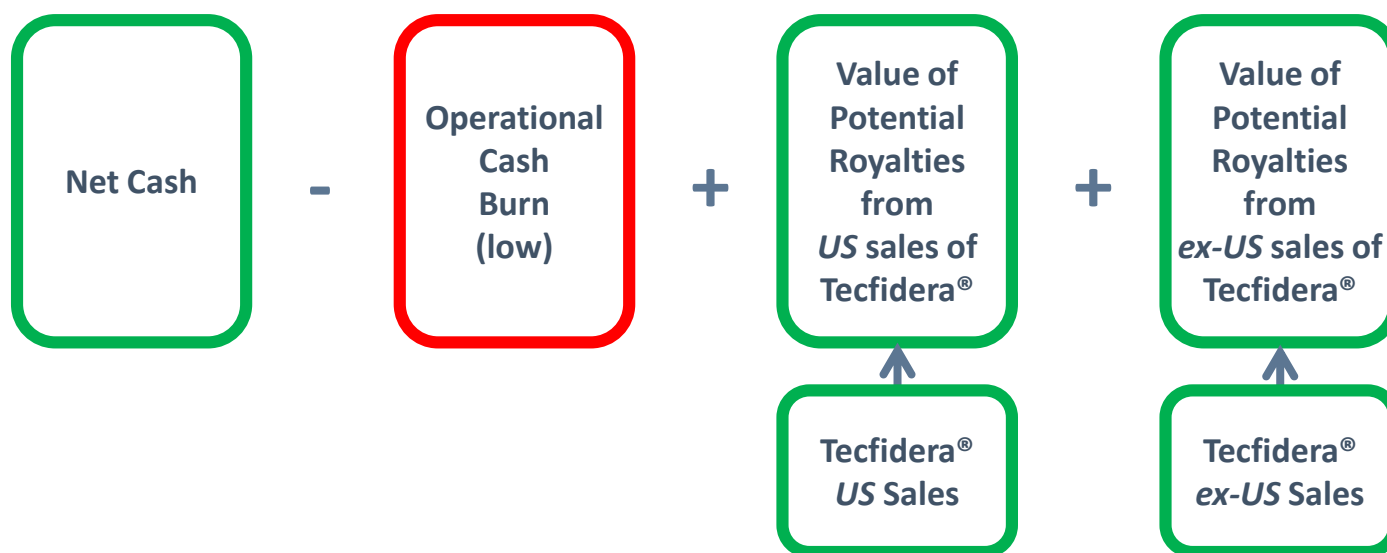 Net Cash
-
Operational
Cash
Burn
(low)
+
Value of
Potential
Royalties
from
US sales of
Tecfidera®
+
Value of
Potential
Royalties
from
ex-US sales of
Tecfidera®
Tecfidera®
US Sales
Tecfidera®
ex-US Sales